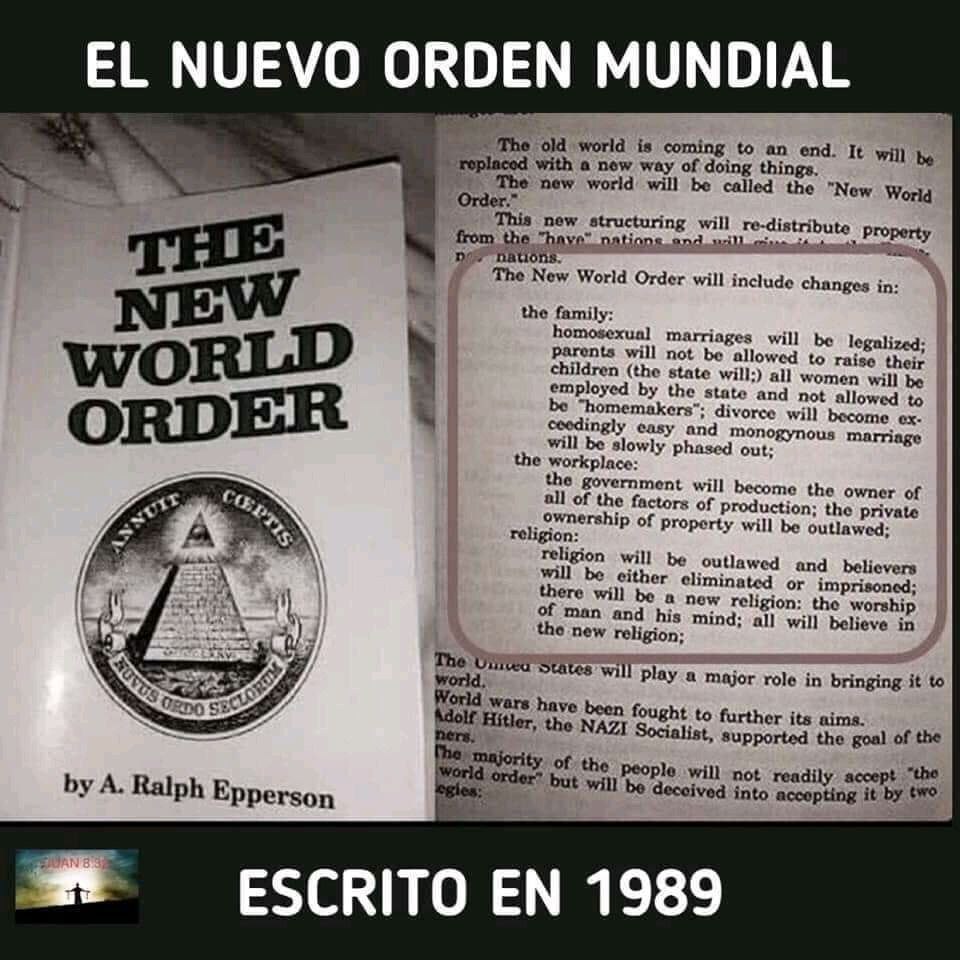 EL NUEVO ORDEN MUNDIAL
THE
NEW
WORLD
ORDER
ANNUIT CŒPTIS
NOVUS ORDO SECLORUM
by A. Ralph Epperson
The old world is coming to an end. It will be
replaced with a new way of doing things.
The new world will be called the "New World
Order."
This new structuring will re-distribute property
from the "have" nations and will give it to the
nations.
The New World Order will include changes in:
the family:
homosexual marriages will be legalized;
parents will not be allowed to raise their
children (the state will;) all women will be
employed by the state and not allowed to
be "homemakers"; divorce will become ex-
ceedingly easy and monogynous marriage
will be slowly phased out;
the workplace:
the government will become the owner of
all of the factors of production; the private
ownership of property will be outlawed;
religion:
religion will be outlawed and believers
will be either eliminated or imprisoned;
there will be a new religion: the worship
of man and his mind; all will believe in
the new religion;
The United States will play a major role in bringing it to
world.
World wars have been fought to further its aims.
Adolf Hitler, the NAZI Socialist, supported the goal of the
ners.
The majority of the people will not readily accept "the
world order" but will be deceived into accepting it by two
egies:
JUAN 8:32
ESCRITO EN 1989